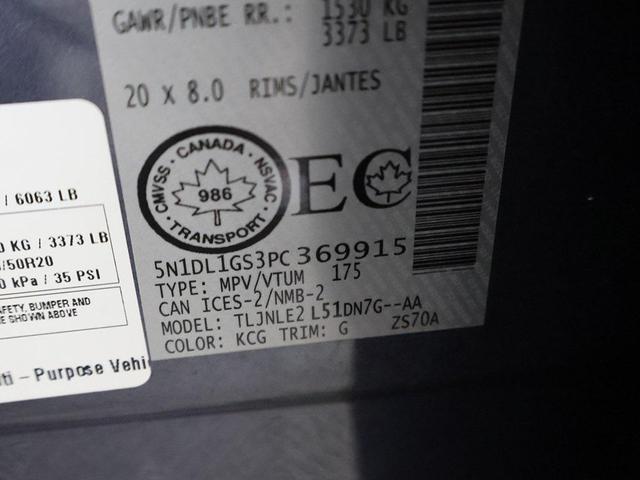 GAWR/PNBE RR.: 1530 KG
3373 LB
20 X 8.0 RIMS/JANTES
CANADA · NSVAC · TRANSPORT · CMVSS ·
986
EC
5N1DL1GS3PC369915
TYPE: MPV/VTUM 175
CAN ICES-2/NMB-2
MODEL: TLJNLE2 L51DN7G--AA
COLOR: KCG TRIM: G ZS70A
/ 6063 LB
KG / 3373 LB
/50R20
kPa / 35 PSI
SAFETY, BUMPER AND
SHOWN ABOVE
- Purpose Vehi